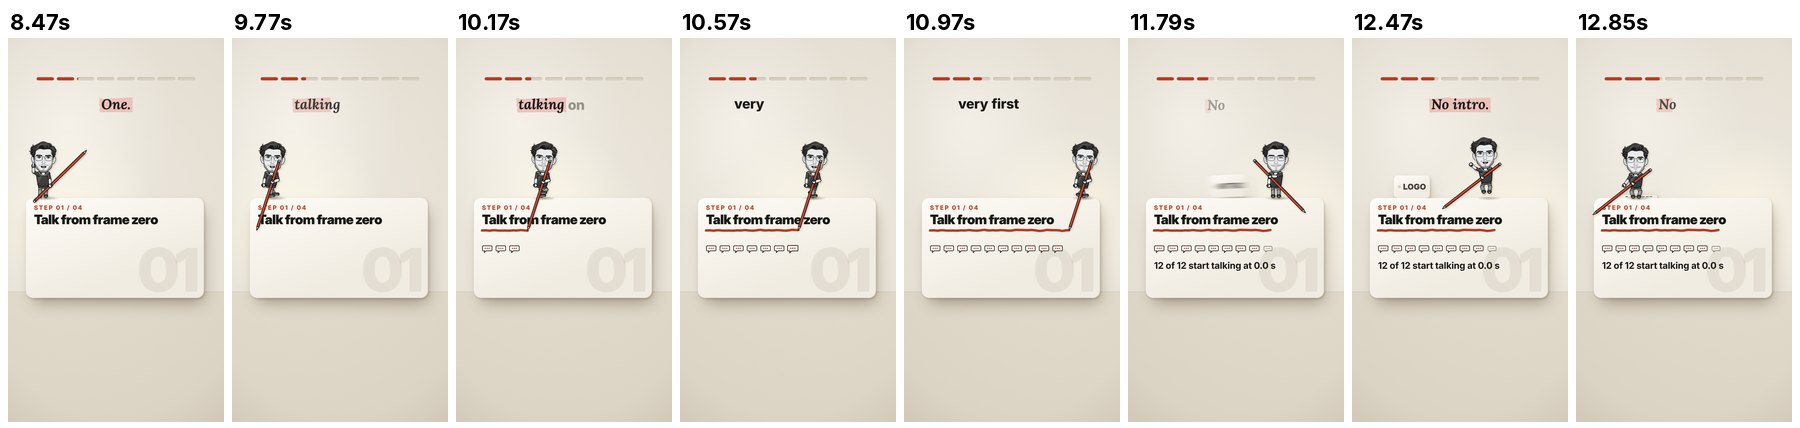 8.47s
One.
STEP 01 / 04
Talk from frame zero
01
9.77s
talking
STEP 01 / 04
Talk from frame zero
01
10.17s
talking on
STEP 01 / 04
Talk from frame zero
01
10.57s
very
STEP 01 / 04
Talk from frame zero
01
10.97s
very first
STEP 01 / 04
Talk from frame zero
01
11.79s
No
STEP 01 / 04
Talk from frame zero
12 of 12 start talking at 0.0 s
01
12.47s
No intro.
LOGO
STEP 01 / 04
Talk from frame zero
12 of 12 start talking at 0.0 s
01
12.85s
No
STEP 01 / 04
Talk from frame zero
12 of 12 start talking at 0.0 s
01